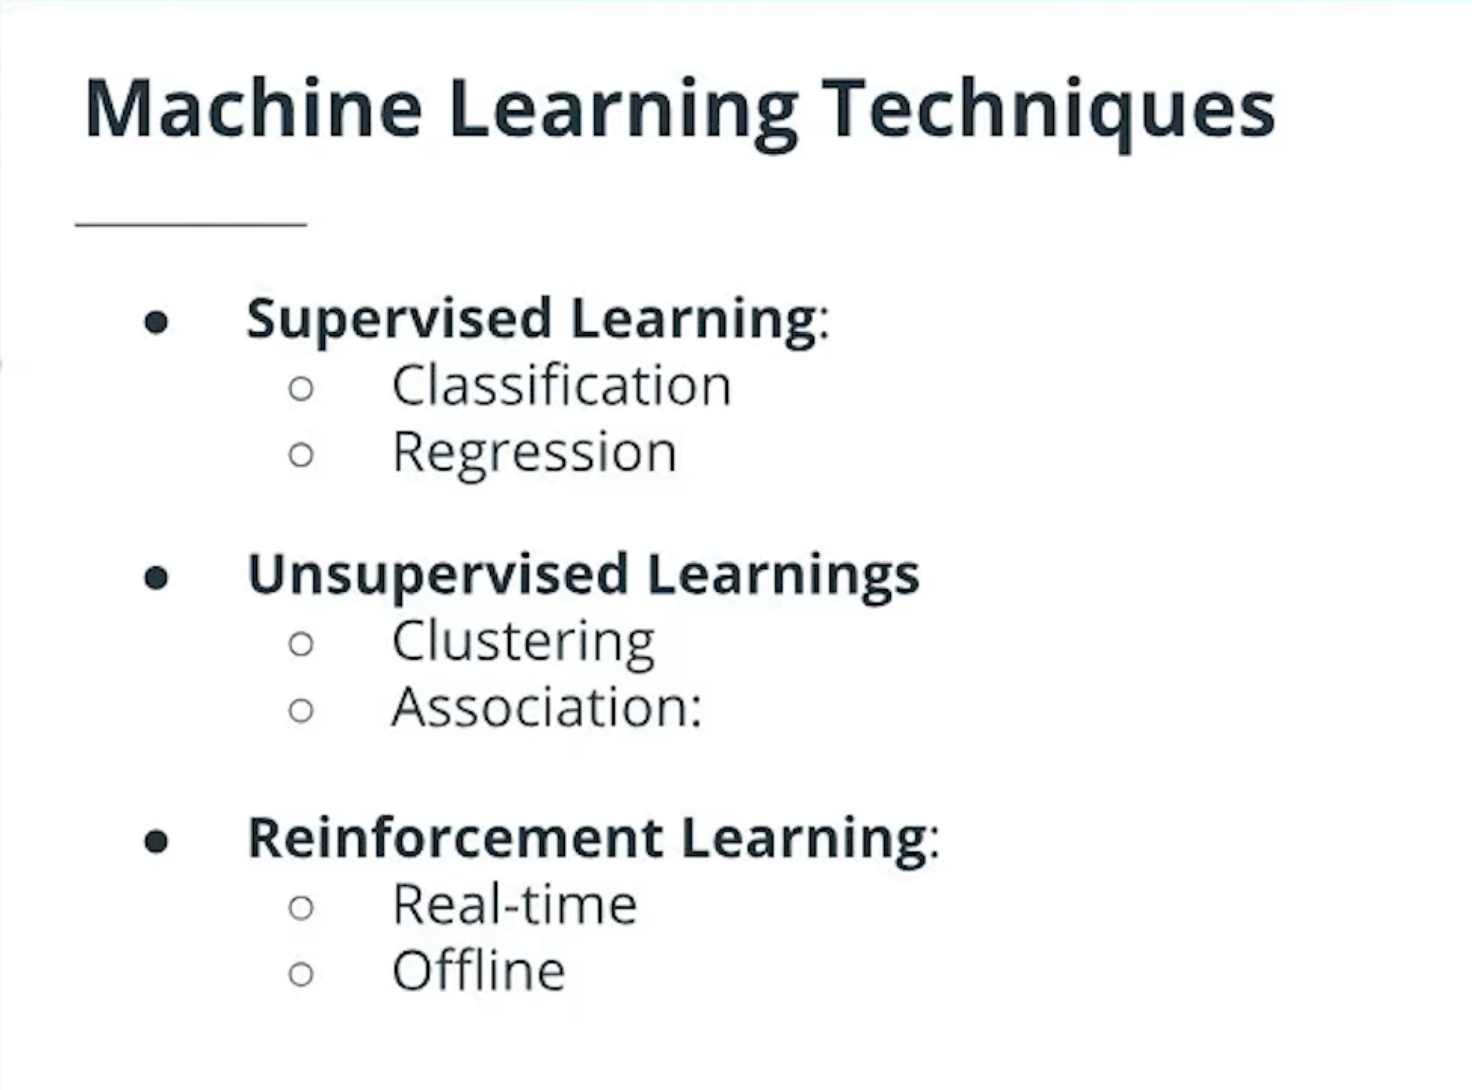 Machine Learning Techniques
● Supervised Learning:
○ Classification
○ Regression
● Unsupervised Learnings
○ Clustering
○ Association:
● Reinforcement Learning:
○ Real-time
○ Offline